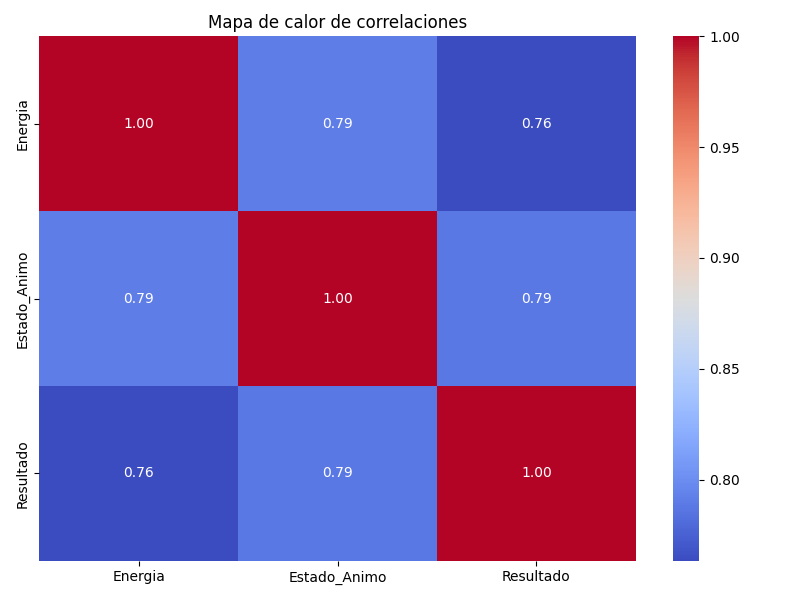 Mapa de calor de correlaciones
Energia
1.00
0.79
0.76
Estado_Animo
0.79
1.00
0.79
Resultado
0.76
0.79
1.00
Energia
Estado_Animo
Resultado
1.00
0.95
0.90
0.85
0.80